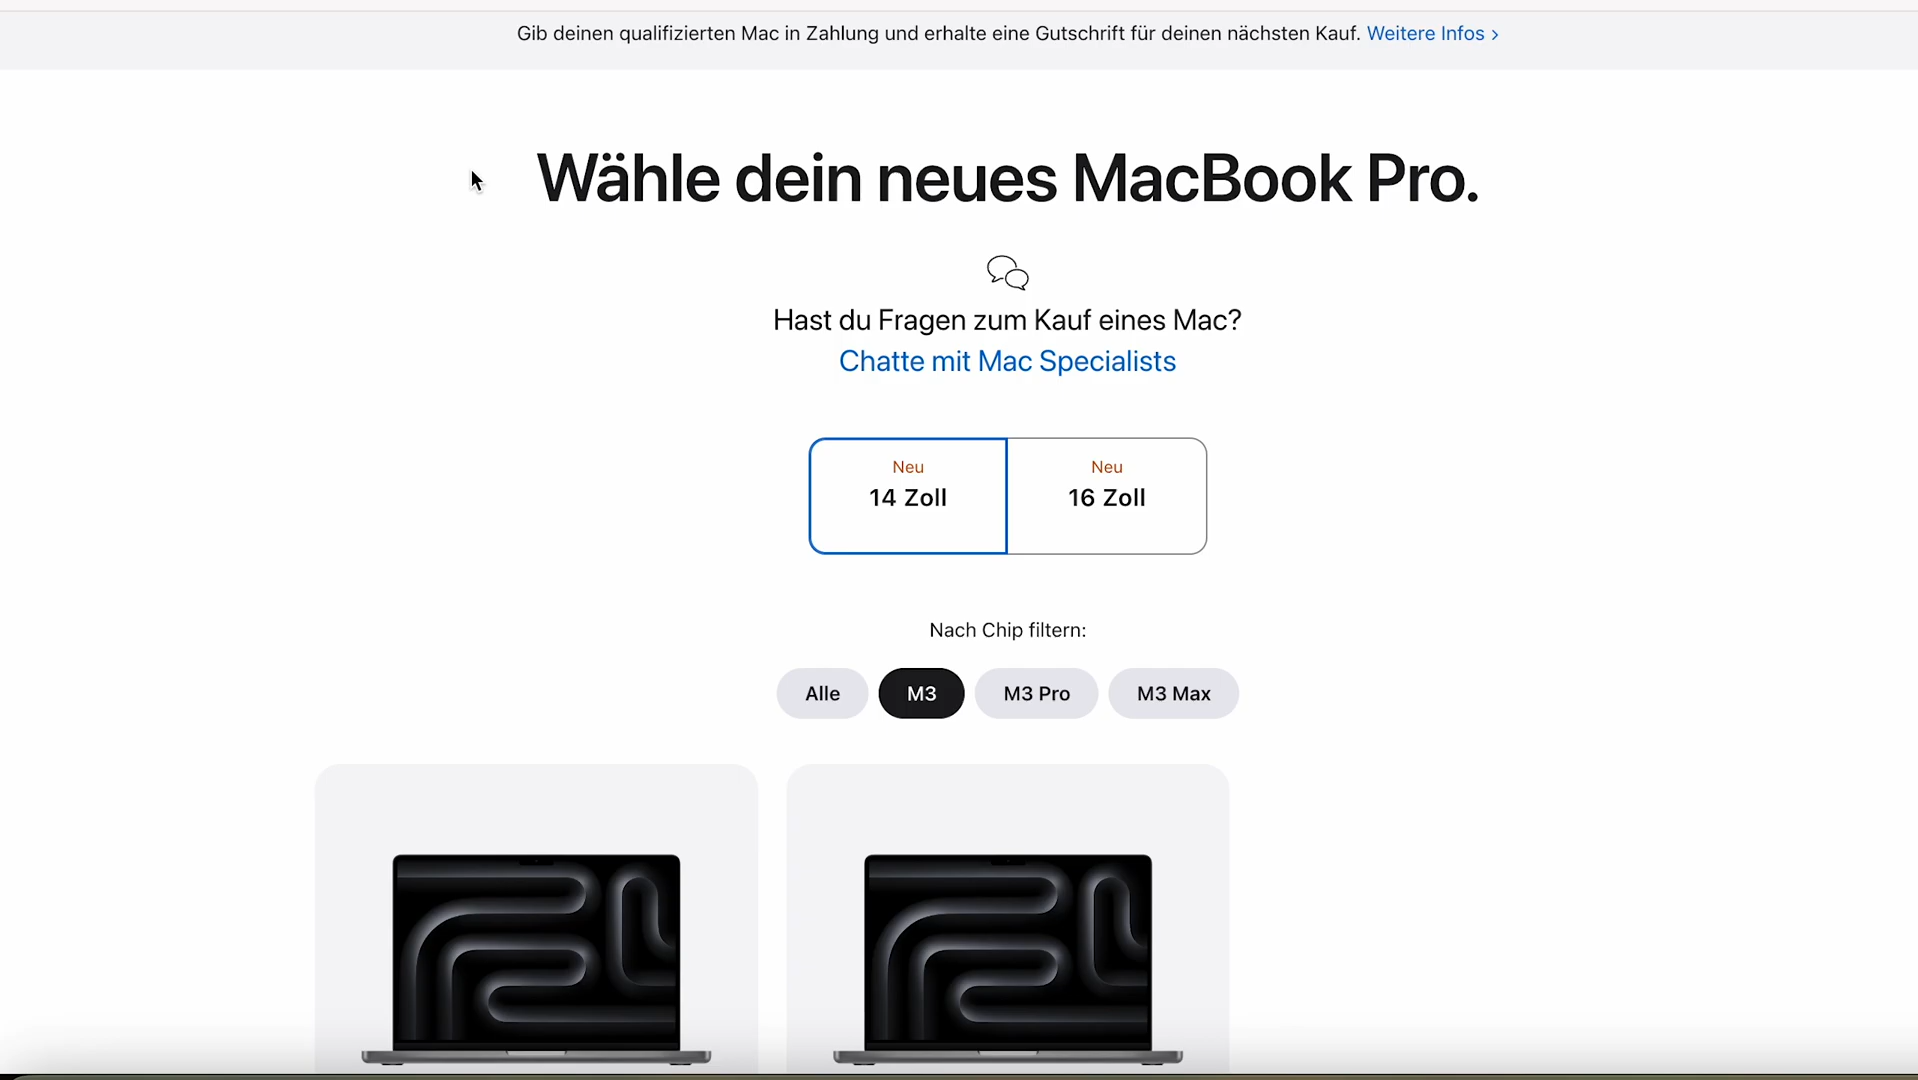 Gib deinen qualifizierten Mac in Zahlung und erhalte eine Gutschrift für deinen nächsten Kauf. Weitere Infos >
Wähle dein neues MacBook Pro.
Hast du Fragen zum Kauf eines Mac?
Chatte mit Mac Specialists
Neu
14 Zoll
Neu
16 Zoll
Nach Chip filtern:
Alle M3 M3 Pro M3 Max